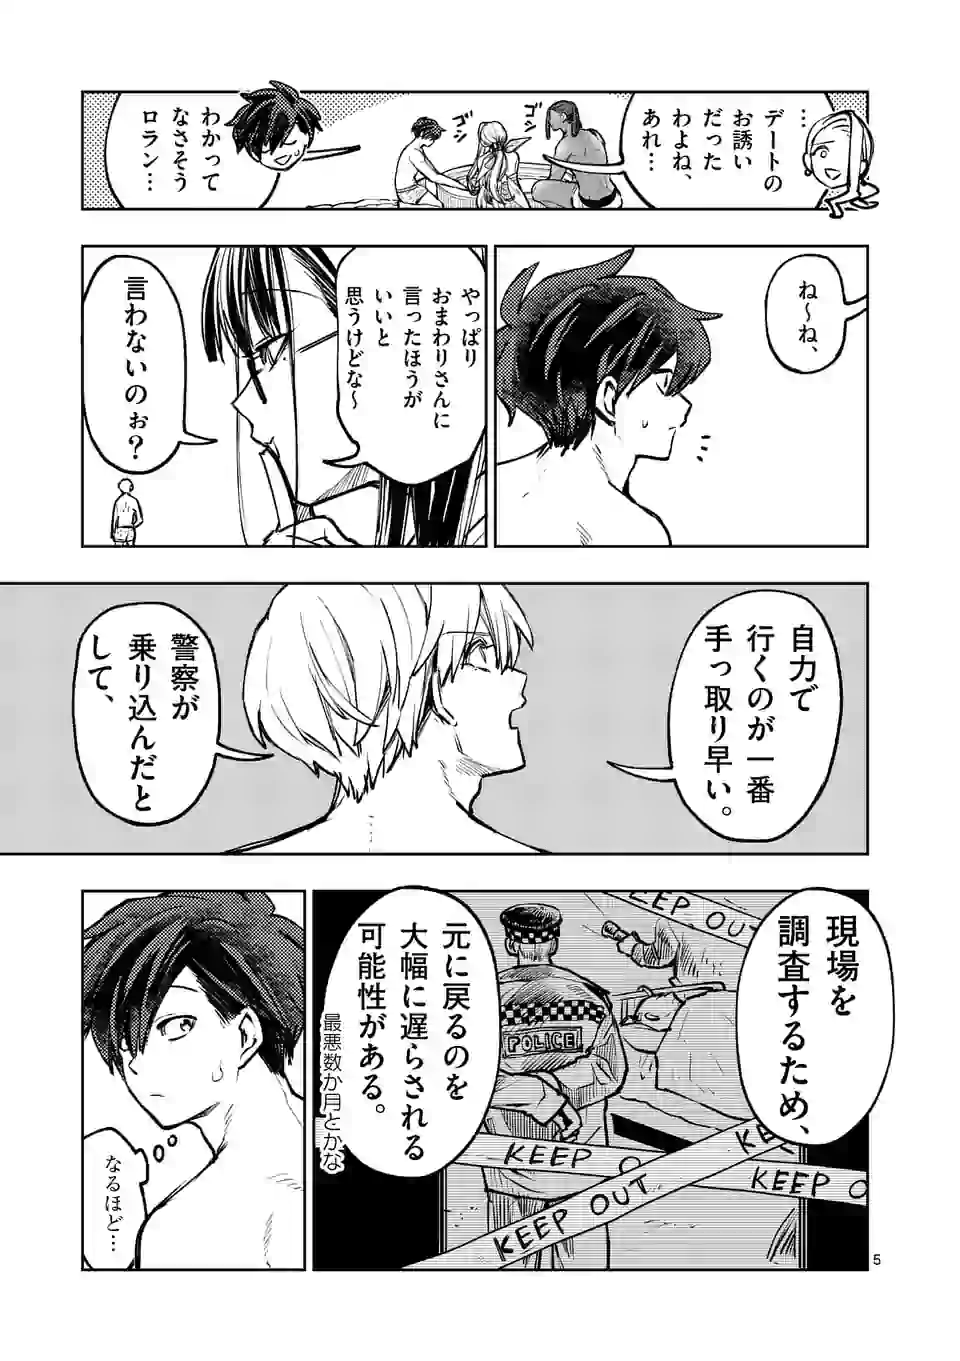 …
デートの
お誘い
だった
わよね、
あれ…
ゴシ
ゴシ
わかって
なさそう
ロラン…
ね～ね、
やっぱり
おまわりさんに
言ったほうが
いいと
思うけどな～
言わないのぉ?
自力で
行くのが一番
手っ取り早い。
警察が
乗り込んだと
して、
現場を
調査するため、
元に戻るのを
大幅に遅らされる
可能性がある。
最悪数か月とかな
KEEP OUT
POLICE
KEEP O
KE
KEEP O
KEEP OUT
なるほど…
5